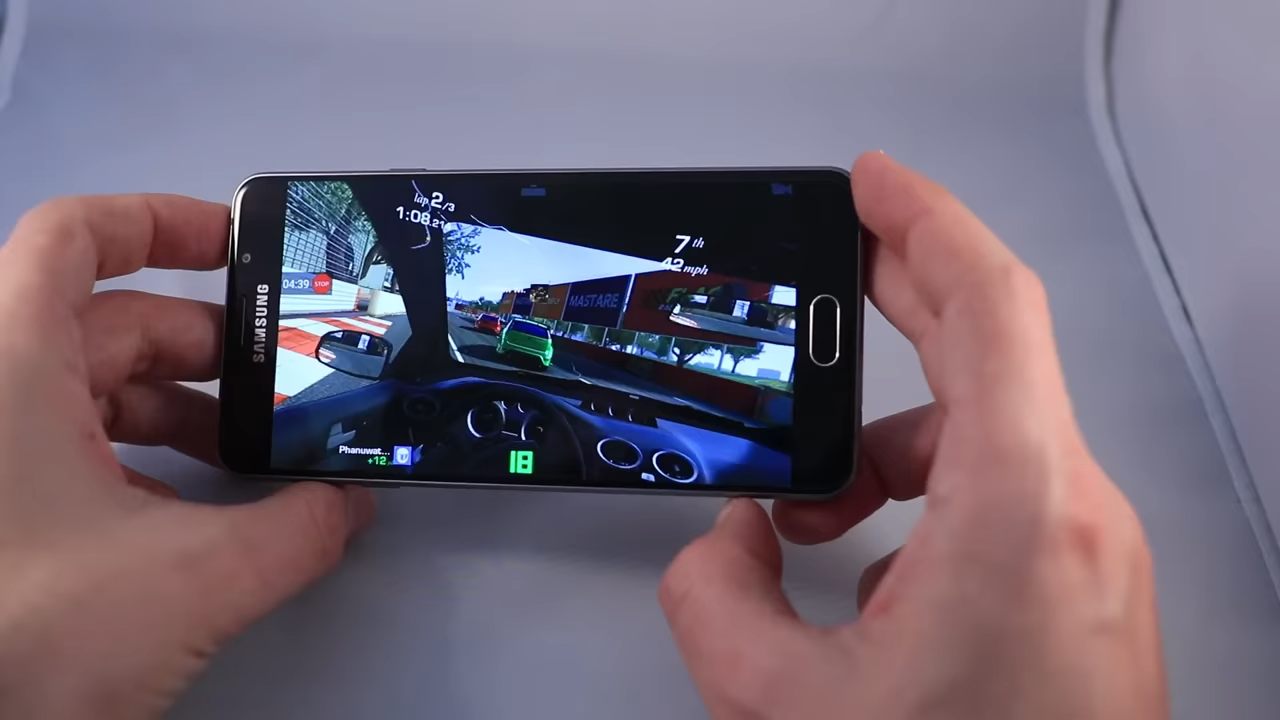 SAMSUNG
lap 2/3
1:08.21
7th
42mph
04:39 STOP
MASTARE
Phanuwat...
+12
18